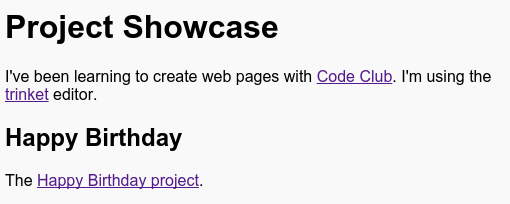 Project Showcase
I've been learning to create web pages with Code Club. I'm using the
trinket editor.
Happy Birthday
The Happy Birthday project.